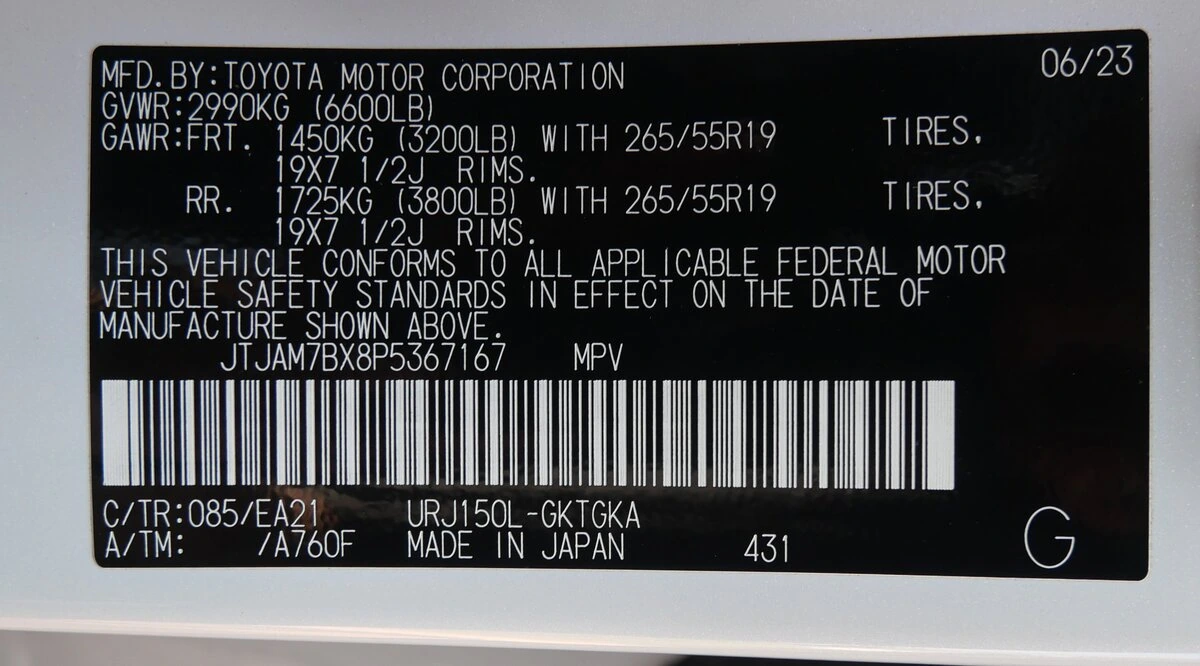 MFD.BY:TOYOTA MOTOR CORPORATION 06/23
GVWR:2990KG (6600LB)
GAWR:FRT. 1450KG (3200LB) WITH 265/55R19 TIRES,
19X7 1/2J RIMS.
RR. 1725KG (3800LB) WITH 265/55R19 TIRES,
19X7 1/2J RIMS.
THIS VEHICLE CONFORMS TO ALL APPLICABLE FEDERAL MOTOR
VEHICLE SAFETY STANDARDS IN EFFECT ON THE DATE OF
MANUFACTURE SHOWN ABOVE.
JTJAM7BX8P5367167 MPV
C/TR:085/EA21 URJ150L-GKTGKA
A/TM: /A760F MADE IN JAPAN 431 G